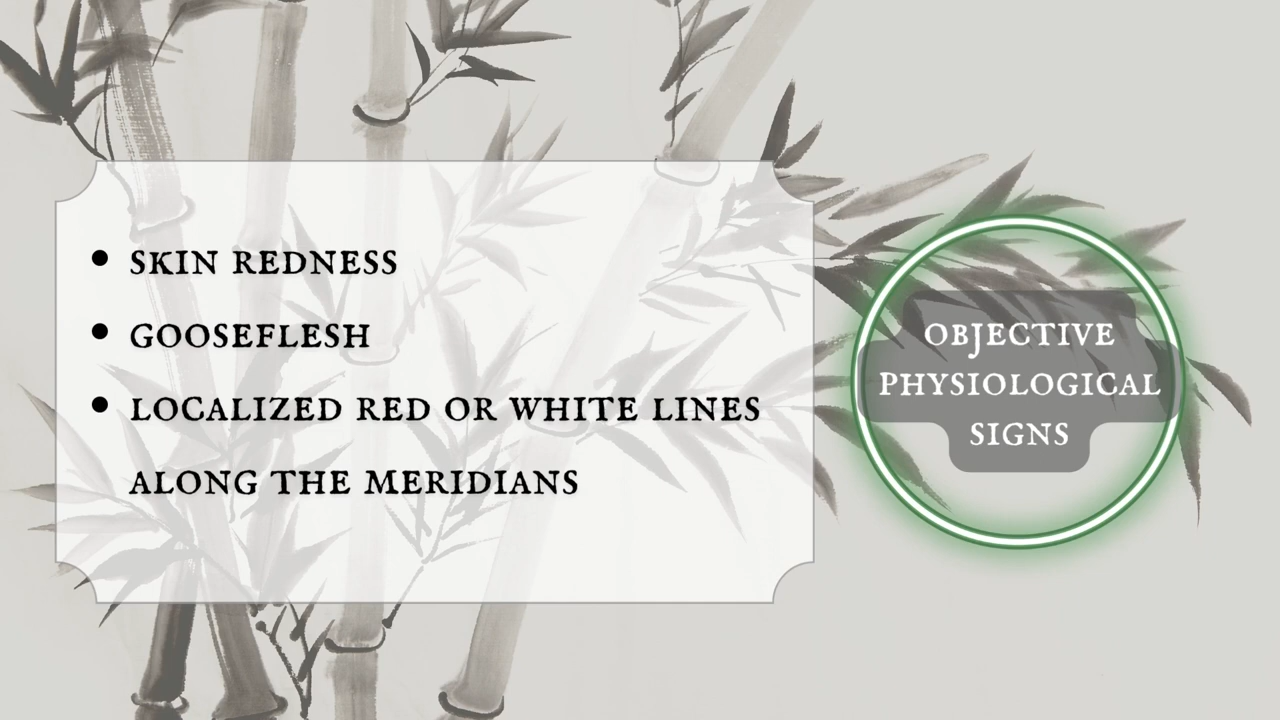 • SKIN REDNESS
• GOOSEFLESH
• LOCALIZED RED OR WHITE LINES
ALONG THE MERIDIANS
OBJECTIVE
PHYSIOLOGICAL
SIGNS